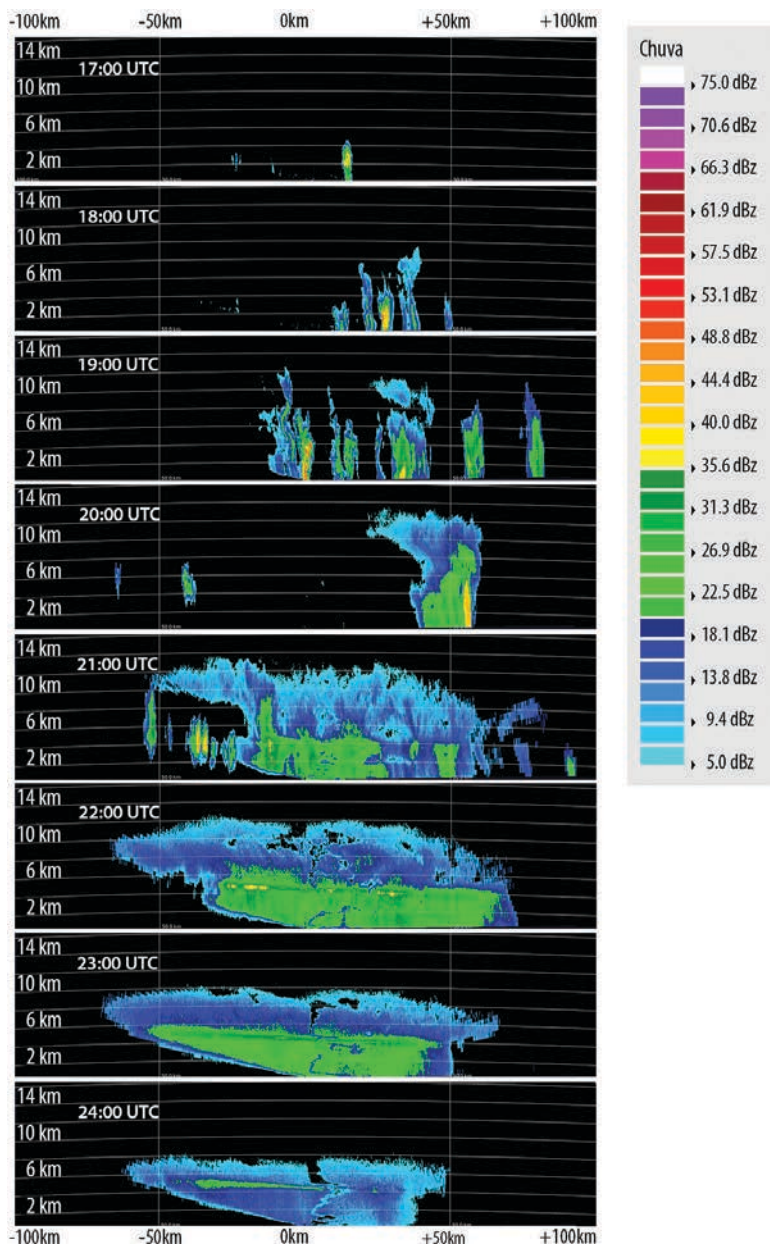 -100km -50km 0km +50km +100km
14 km
17:00 UTC
10 km
6 km
2 km
14 km
18:00 UTC
10 km
6 km
2 km
14 km
19:00 UTC
10 km
6 km
2 km
14 km
20:00 UTC
10 km
6 km
2 km
14 km
21:00 UTC
10 km
6 km
2 km
14 km
22:00 UTC
10 km
6 km
2 km
14 km
23:00 UTC
10 km
6 km
2 km
14 km
24:00 UTC
10 km
6 km
2 km
-100km -50km 0km +50km +100km
Chuva
75.0 dBz
70.6 dBz
66.3 dBz
61.9 dBz
57.5 dBz
53.1 dBz
48.8 dBz
44.4 dBz
40.0 dBz
35.6 dBz
31.3 dBz
26.9 dBz
22.5 dBz
18.1 dBz
13.8 dBz
9.4 dBz
5.0 dBz